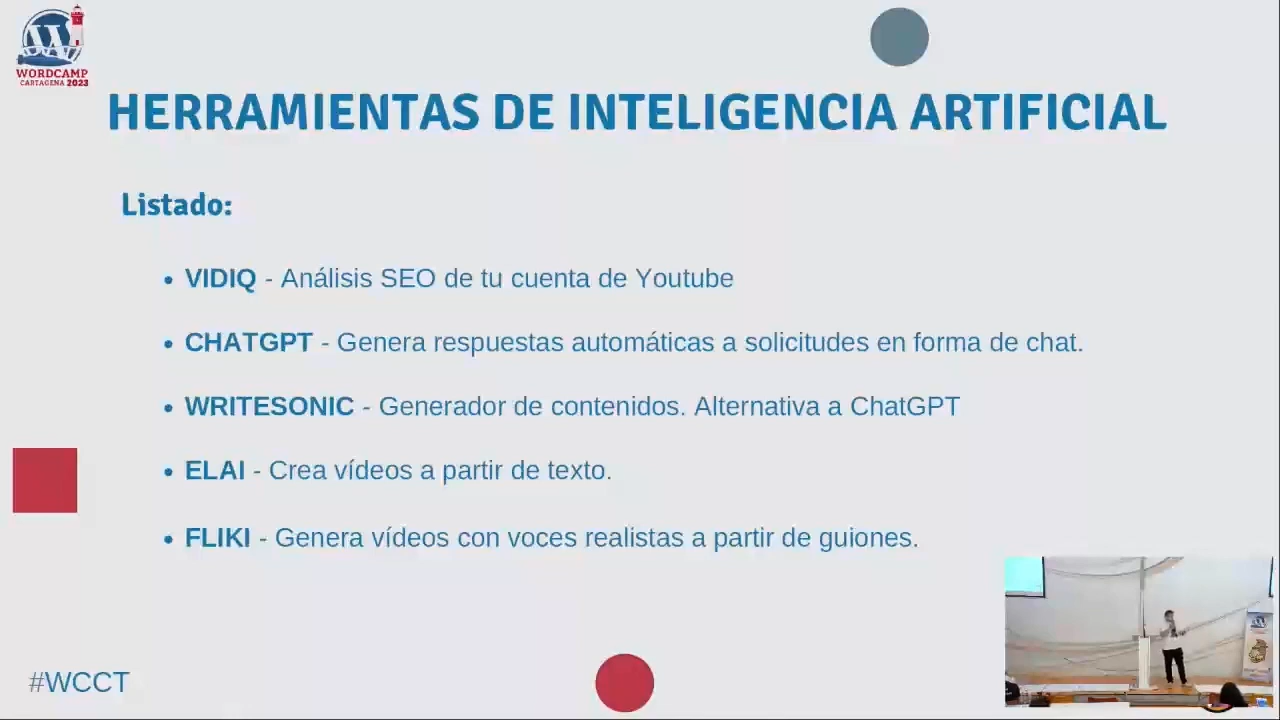 WORDCAMP
CARTAGENA 2023
HERRAMIENTAS DE INTELIGENCIA ARTIFICIAL
Listado:
• VIDIQ - Análisis SEO de tu cuenta de Youtube
• CHATGPT - Genera respuestas automáticas a solicitudes en forma de chat.
• WRITESONIC - Generador de contenidos. Alternativa a ChatGPT
• ELAI - Crea vídeos a partir de texto.
• FLIKI - Genera vídeos con voces realistas a partir de guiones.
#WCCT